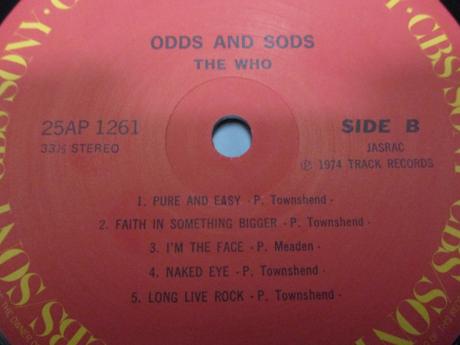 ODDS AND SODS
THE WHO
25AP 1261
33⅓ STEREO
SIDE B
JASRAC
Ⓟ 1974 TRACK RECORDS
1. PURE AND EASY - P. Townshend -
2. FAITH IN SOMETHING BIGGER - P. Townshend -
3. I'M THE FACE - P. Meaden -
4. NAKED EYE - P. Townshend -
5. LONG LIVE ROCK - P. Townshend -
CBS/SONY
CBS/SONY